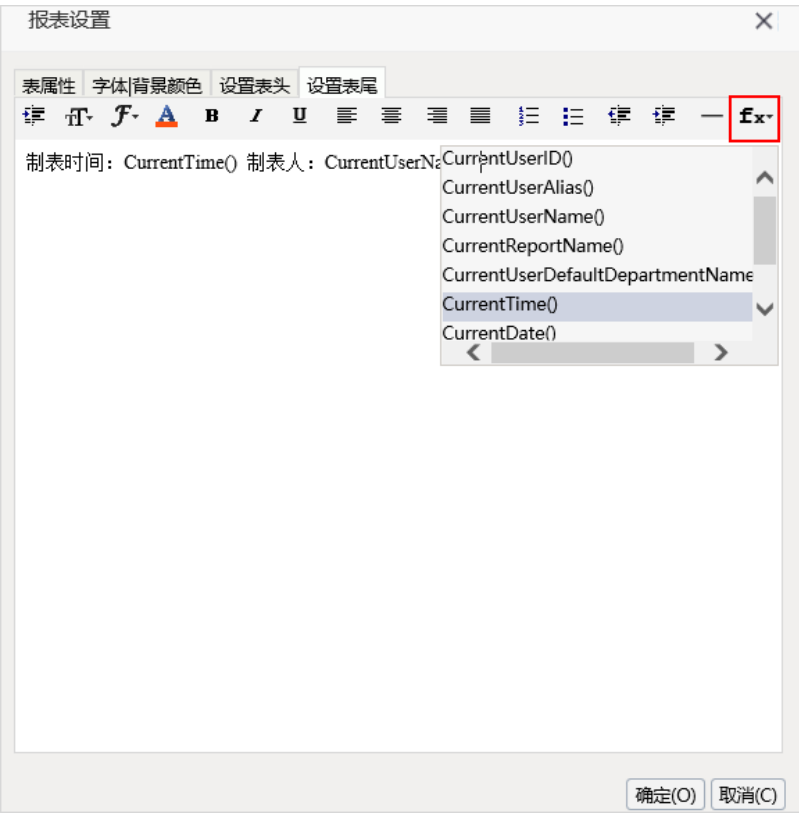 报表设置
表属性 字体|背景颜色 设置表头 设置表尾
B I U fx
制表时间：CurrentTime() 制表人：CurrentUserNa
CurrentUserID()
CurrentUserAlias()
CurrentUserName()
CurrentReportName()
CurrentUserDefaultDepartmentName
CurrentTime()
CurrentDate()
确定(O) 取消(C)